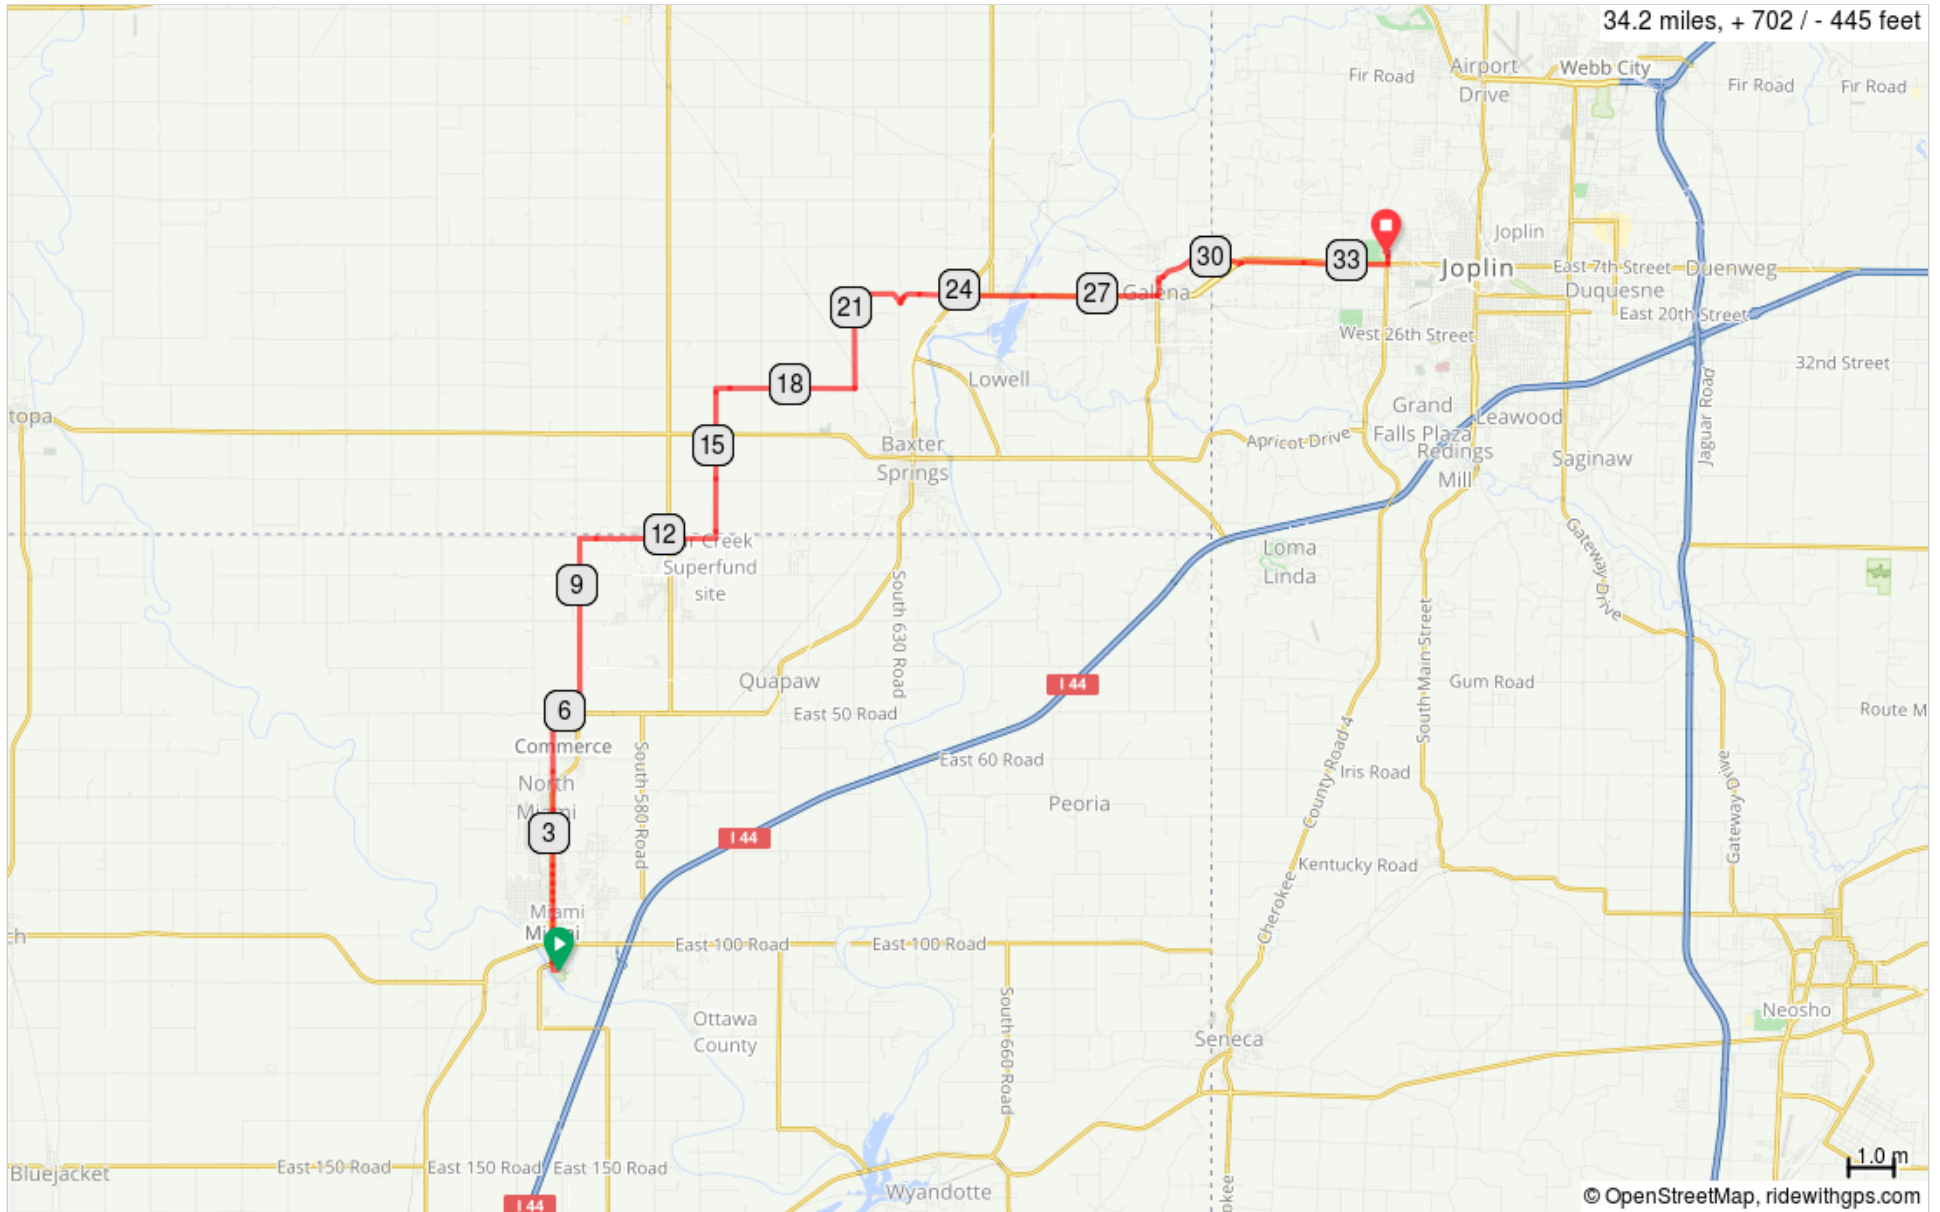 34.2 miles, + 702 / - 445 feet
Airport
Drive
Webb City
Fir Road
Fir Road
Fir Road
Joplin
Joplin
East 7th Street
Duenweg
Duquesne
East 20th Street
West 26th Street
32nd Street
30
33
24
27
Galena
21
18
Lowell
Grand
Falls Plaza
Leawood
Redings
Mill
Saginaw
Jaguar Road
Apricot Drive
topa
15
Baxter
Springs
12
Creek
Superfund
site
9
Loma
Linda
Gateway Drive
South 630 Road
South Main Street
Quapaw
I 44
Gum Road
6
East 50 Road
Route M
Commerce
North
Miami
South 580 Road
East 60 Road
Iris Road
County Road 4
Gateway Drive
Peoria
3
I 44
Kentucky Road
Cherokee
Miami
Miami
ch
East 100 Road
East 100 Road
South 660 Road
Ottawa
County
Seneca
Neosho
Bluejacket
East 150 Road
East 150 Road
East 150 Road
Wyandotte
okee
I 44
1.0 m
© OpenStreetMap, ridewithgps.com